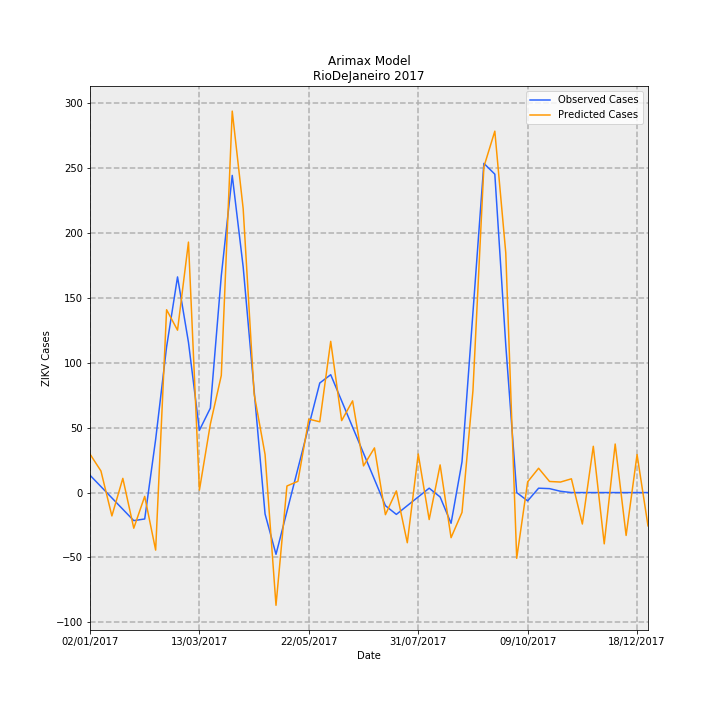 Arimax Model
RioDeJaneiro 2017
Observed Cases
Predicted Cases
300
250
200
150
100
50
0
−50
−100
ZIKV Cases
02/01/2017 13/03/2017 22/05/2017 31/07/2017 09/10/2017 18/12/2017
Date